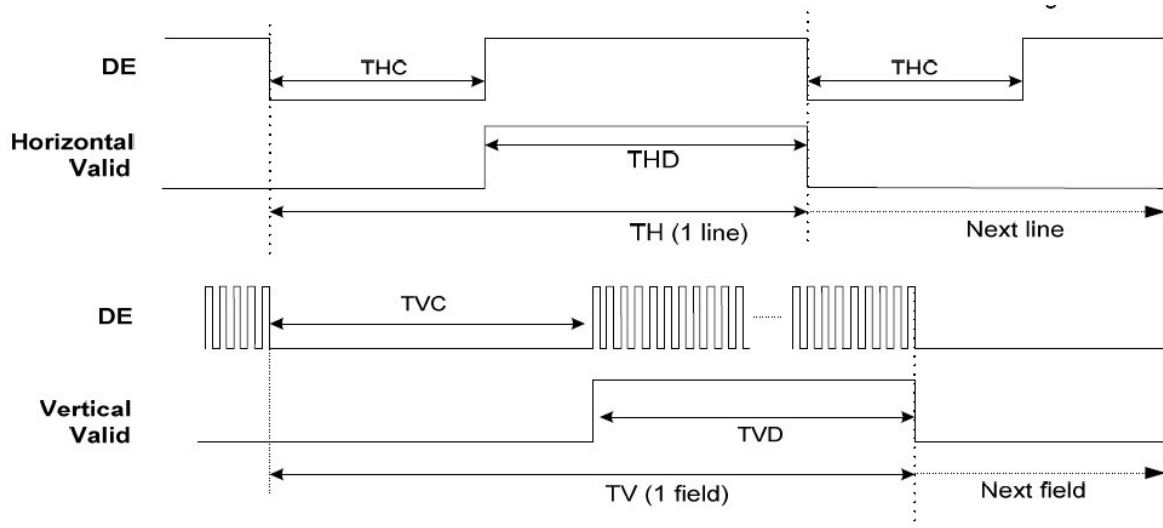 DE
THC
THC
Horizontal
Valid
THD
TH (1 line)
Next line
DE
TVC
Vertical
Valid
TVD
TV (1 field)
Next field